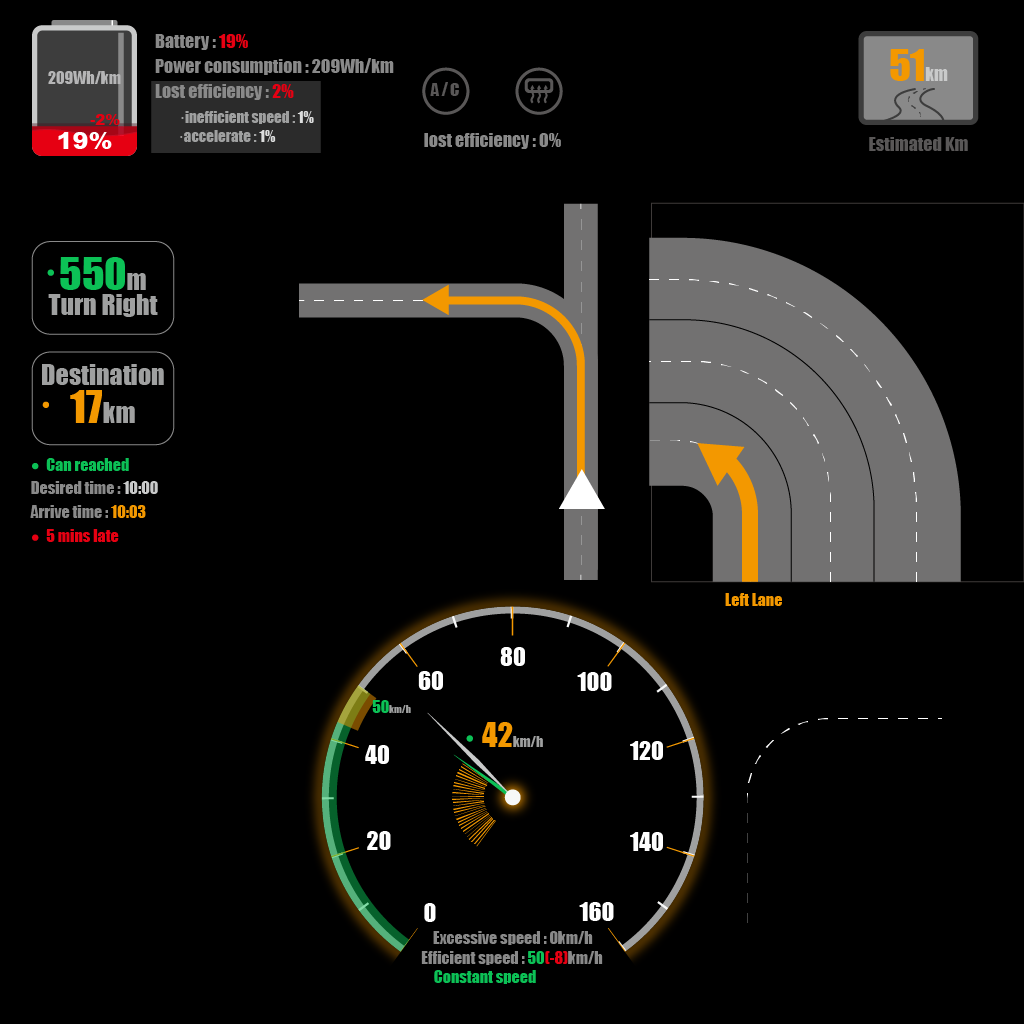 209Wh/km
-2%
19%
Battery : 19%
Power consumption : 209Wh/km
Lost efficiency : 2%
·inefficient speed : 1%
·accelerate : 1%
A/C
lost efficiency : 0%
51km
Estimated Km
•550m
Turn Right
Destination
• 17km
• Can reached
Desired time : 10:00
Arrive time : 10:03
• 5 mins late
Left Lane
80
60
100
50km/h
• 42km/h
40
120
20
140
0
160
Excessive speed : 0km/h
Efficient speed : 50(-8)km/h
Constant speed